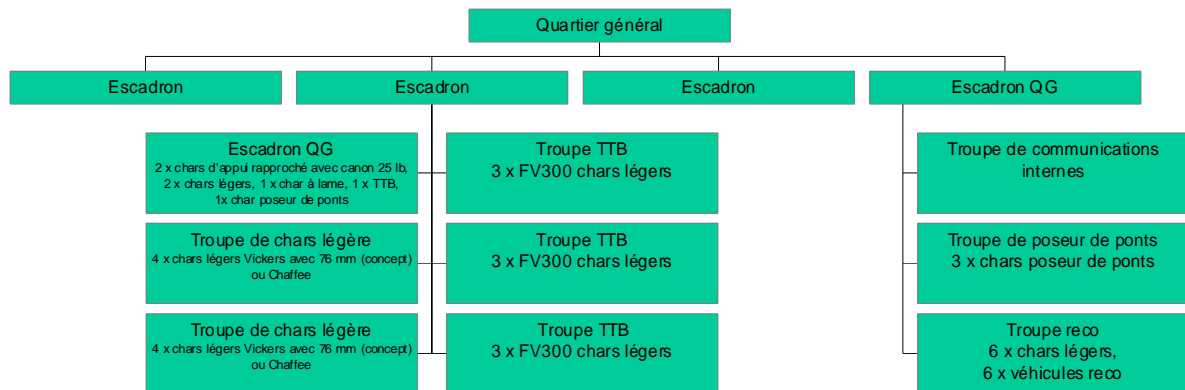 Quartier général
Escadron
Escadron
Escadron
Escadron QG
Escadron QG
2 x chars d'appui rapproché avec canon 25 lb,
2 x chars légers, 1 x char à lame, 1 x TTB,
1x char poseur de ponts
Troupe TTB
3 x FV300 chars légers
Troupe de communications
internes
Troupe de chars légère
4 x chars légers Vickers avec 76 mm (concept)
ou Chaffee
Troupe TTB
3 x FV300 chars légers
Troupe de poseur de ponts
3 x chars poseur de ponts
Troupe de chars légère
4 x chars légers Vickers avec 76 mm (concept)
ou Chaffee
Troupe TTB
3 x FV300 chars légers
Troupe reco
6 x chars légers,
6 x véhicules reco